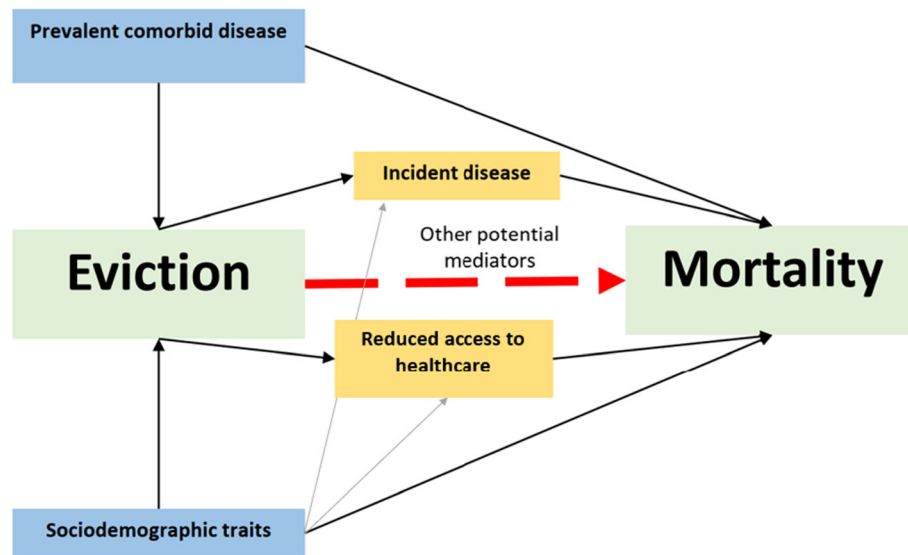 Prevalent comorbid disease
Incident disease
Other potential
mediators
Eviction
Mortality
Reduced access to
healthcare
Sociodemographic traits